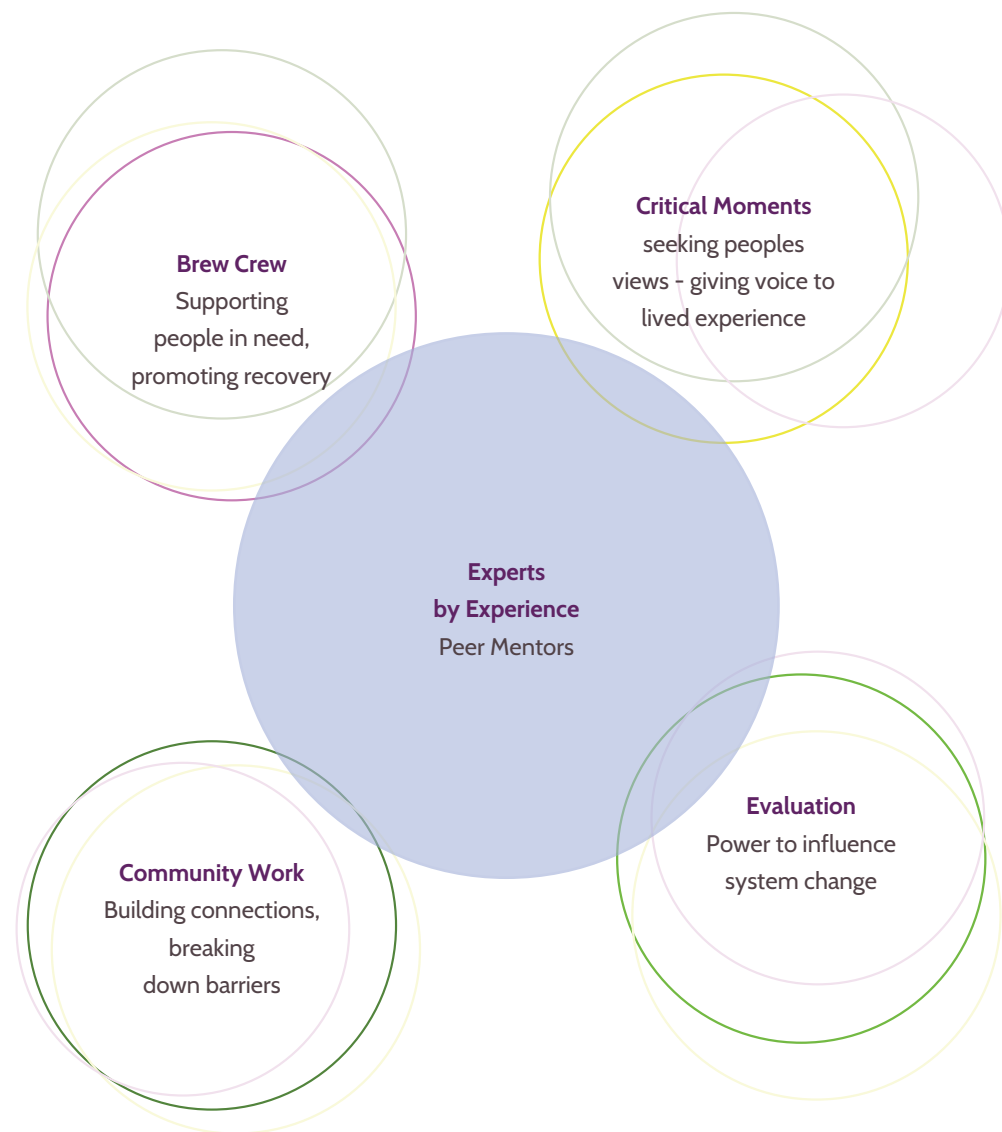 Brew Crew
Supporting
people in need,
promoting recovery
Critical Moments
seeking peoples
views - giving voice to
lived experience
Experts
by Experience
Peer Mentors
Community Work
Building connections,
breaking
down barriers
Evaluation
Power to influence
system change